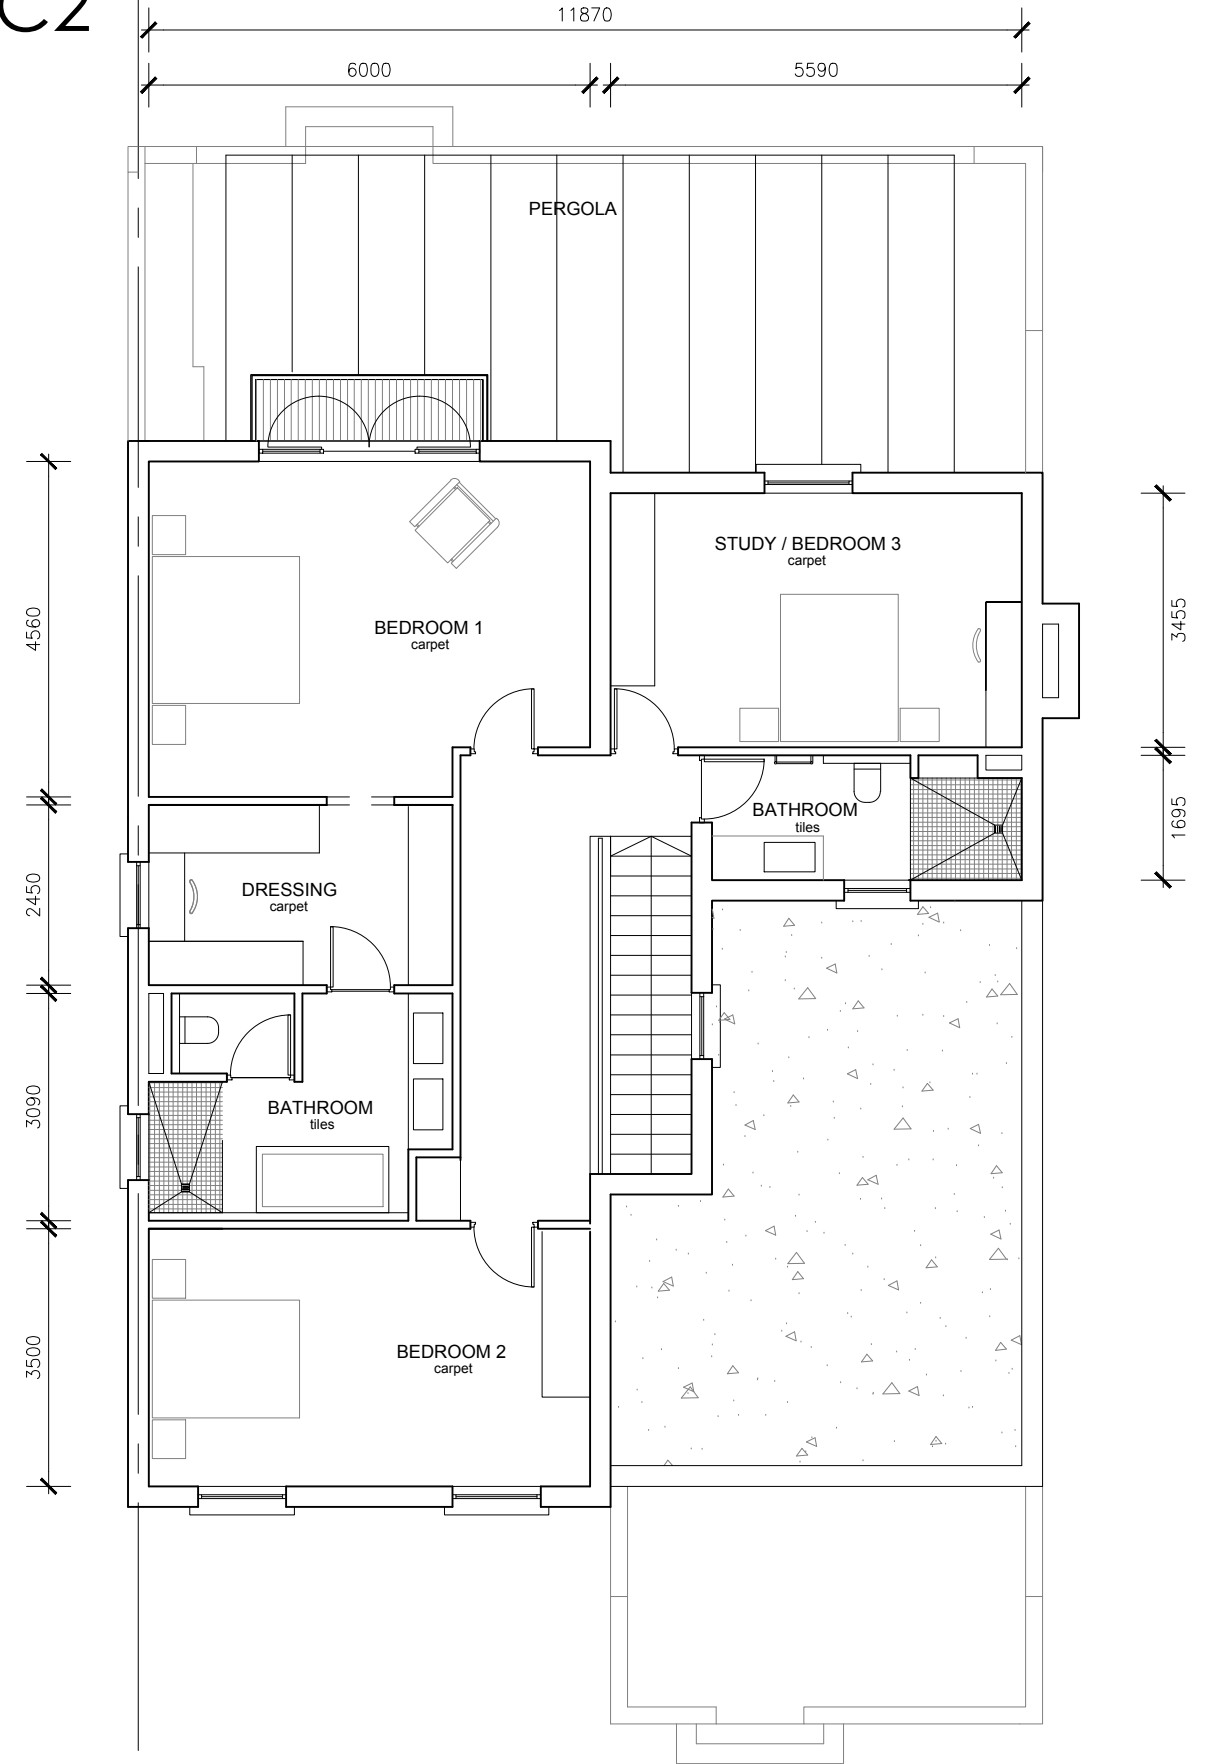 C2
11870
6000
5590
PERGOLA
STUDY / BEDROOM 3
carpet
BEDROOM 1
carpet
4560
3455
BATHROOM
tiles
1695
DRESSING
carpet
2450
BATHROOM
tiles
3090
BEDROOM 2
carpet
3500